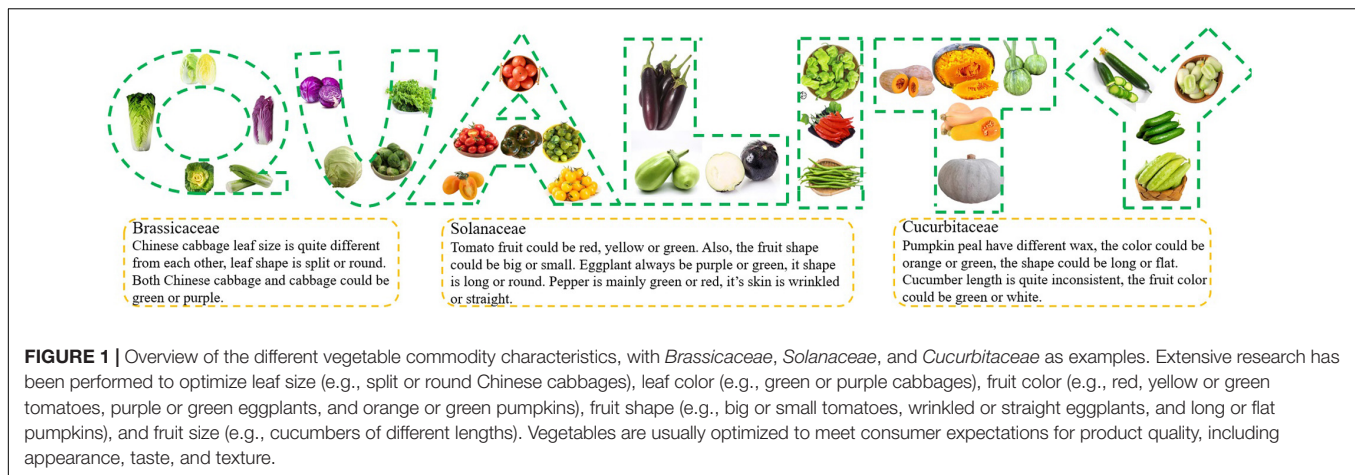 QUALITY
Brassicaceae
Chinese cabbage leaf size is quite different
from each other, leaf shape is split or round.
Both Chinese cabbage and cabbage could be
green or purple.
Solanaceae
Tomato fruit could be red, yellow or green. Also, the fruit shape
could be big or small. Eggplant always be purple or green, it shape
is long or round. Pepper is mainly green or red, it’s skin is wrinkled
or straight.
Cucurbitaceae
Pumpkin peal have different wax, the color could be
orange or green, the shape could be long or flat.
Cucumber length is quite inconsistent, the fruit color
could be green or white.
FIGURE 1 | Overview of the different vegetable commodity characteristics, with Brassicaceae, Solanaceae, and Cucurbitaceae as examples. Extensive research has
been performed to optimize leaf size (e.g., split or round Chinese cabbages), leaf color (e.g., green or purple cabbages), fruit color (e.g., red, yellow or green
tomatoes, purple or green eggplants, and orange or green pumpkins), fruit shape (e.g., big or small tomatoes, wrinkled or straight eggplants, and long or flat
pumpkins), and fruit size (e.g., cucumbers of different lengths). Vegetables are usually optimized to meet consumer expectations for product quality, including
appearance, taste, and texture.